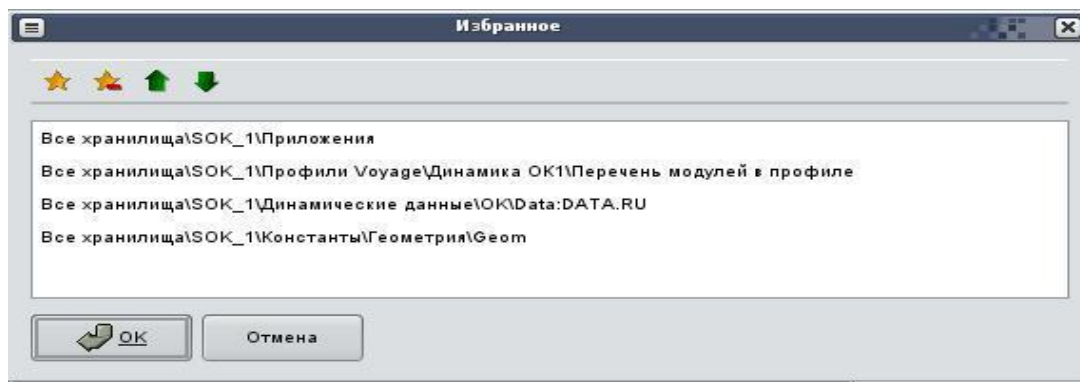 Избранное
Все хранилища\SOK_1\Приложения
Все хранилища\SOK_1\Профили Voyage\Динамика ОК1\Перечень модулей в профиле
Все хранилища\SOK_1\Динамические данные\ОК\Data:DATA.RU
Все хранилища\SOK_1\Константы\Геометрия\Geom
OK Отмена